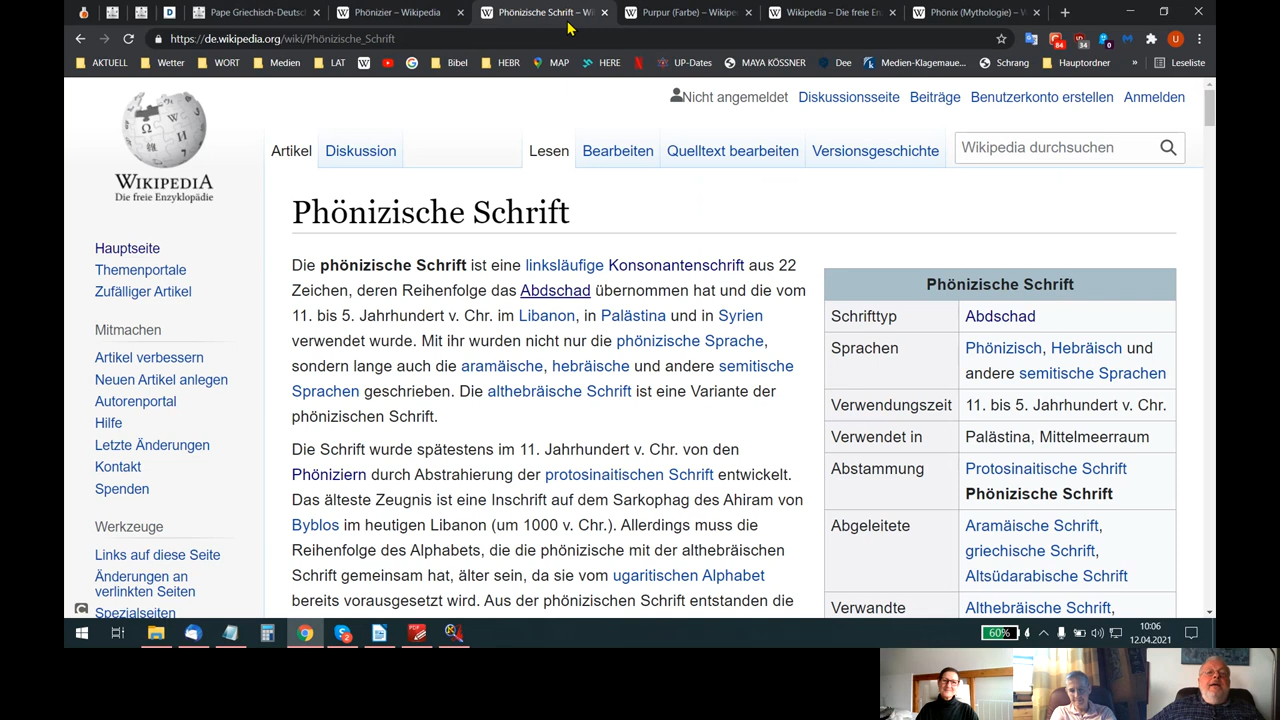 Pape Griechisch-Deutsc
Phönizier – Wikipedia
Phönizische Schrift – Wi
Purpur (Farbe) – Wikipe
Wikipedia – Die freie En
Phönix (Mythologie) – W
https://de.wikipedia.org/wiki/Phönizische_Schrift
84
34
0
U
AKTUELL
Wetter
WORT
Medien
LAT
Bibel
HEBR
MAP
HERE
UP-Dates
MAYA KÖSSNER
Dee
Medien-Klagemaue...
Schrang
Hauptordner
»
Leseliste
Nicht angemeldet Diskussionsseite Beiträge Benutzerkonto erstellen Anmelden
Artikel Diskussion Lesen Bearbeiten Quelltext bearbeiten Versionsgeschichte
Wikipedia durchsuchen
WIKIPEDIA
Die freie Enzyklopädie
Hauptseite
Themenportale
Zufälliger Artikel
Mitmachen
Artikel verbessern
Neuen Artikel anlegen
Autorenportal
Hilfe
Letzte Änderungen
Kontakt
Spenden
Werkzeuge
Links auf diese Seite
Änderungen an
verlinkten Seiten
Spezialseiten
Phönizische Schrift
Die phönizische Schrift ist eine linksläufige Konsonantenschrift aus 22
Zeichen, deren Reihenfolge das Abdschad übernommen hat und die vom
11. bis 5. Jahrhundert v. Chr. im Libanon, in Palästina und in Syrien
verwendet wurde. Mit ihr wurden nicht nur die phönizische Sprache,
sondern lange auch die aramäische, hebräische und andere semitische
Sprachen geschrieben. Die althebräische Schrift ist eine Variante der
phönizischen Schrift.
Die Schrift wurde spätestens im 11. Jahrhundert v. Chr. von den
Phöniziern durch Abstrahierung der protosinaitischen Schrift entwickelt.
Das älteste Zeugnis ist eine Inschrift auf dem Sarkophag des Ahiram von
Byblos im heutigen Libanon (um 1000 v. Chr.). Allerdings muss die
Reihenfolge des Alphabets, die die phönizische mit der althebräischen
Schrift gemeinsam hat, älter sein, da sie vom ugaritischen Alphabet
bereits vorausgesetzt wird. Aus der phönizischen Schrift entstanden die
Phönizische Schrift
Schrifttyp Abdschad
Sprachen Phönizisch, Hebräisch und
andere semitische Sprachen
Verwendungszeit 11. bis 5. Jahrhundert v. Chr.
Verwendet in Palästina, Mittelmeerraum
Abstammung Protosinaitische Schrift
Phönizische Schrift
Abgeleitete Aramäische Schrift,
griechische Schrift,
Altsüdarabische Schrift
Verwandte Althebräische Schrift,
60%
10:06
12.04.2021